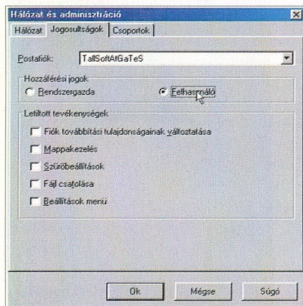 Hálózat és adminisztráció
Hálózat Jogosultságok Csoportok
Postafiók: TallSoftAtGaTeS
Hozzáférési jogok
Rendszergazda Felhasználó
Letiltott tevékenységek
Fiók továbbítási tulajdonságainak változtatása
Mappakezelés
Szűrőbeállítások
Fájl csatolása
Beállítások menü
Ok Mégse Súgó